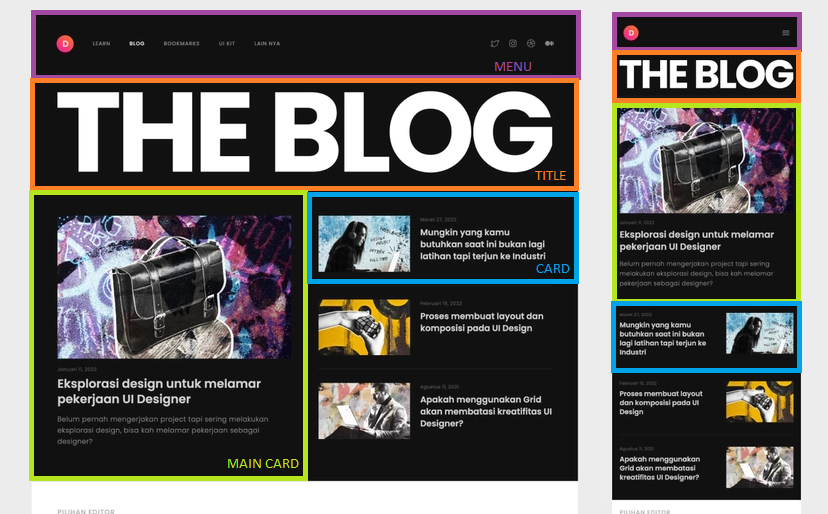 D
LEARN
BLOG
BOOKMARKS
UI KIT
LAIN NYA
MENU
THE BLOG
TITLE
Januari 11, 2022
Eksplorasi design untuk melamar
pekerjaan UI Designer
Belum pernah mengerjakan project tapi sering melakukan
eksplorasi design, bisa kah melamar pekerjaan sebagai
designer?
MAIN CARD
Maret 27, 2022
Mungkin yang kamu
butuhkan saat ini bukan lagi
latihan tapi terjun ke Industri
CARD
Februari 15, 2022
Proses membuat layout dan
komposisi pada UI Design
Agustus 11, 2021
Apakah menggunakan Grid
akan membatasi kreatifitas UI
Designer?
PILIHAN EDITOR
D
THE BLOG
Januari 11, 2022
Eksplorasi design untuk melamar
pekerjaan UI Designer
Belum pernah mengerjakan project tapi sering
melakukan eksplorasi design, bisa kah melamar
pekerjaan sebagai designer?
Maret 27, 2022
Mungkin yang kamu
butuhkan saat ini bukan
lagi latihan tapi terjun ke
Industri
Februari 15, 2022
Proses membuat layout
dan komposisi pada UI
Design
Agustus 11, 2021
Apakah menggunakan
Grid akan membatasi
kreatifitas UI Designer?
PILIHAN EDITOR